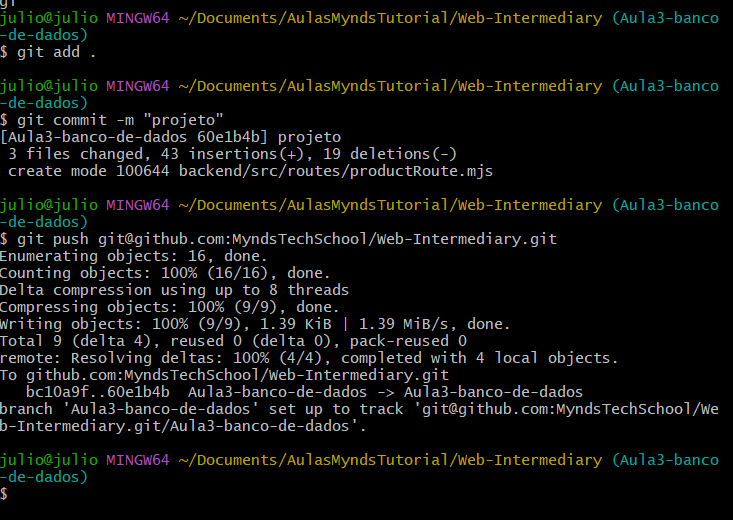 julio@julio MINGW64 ~/Documents/AulasMyndsTutorial/Web-Intermediary (Aula3-banco
-de-dados)
$ git add .
julio@julio MINGW64 ~/Documents/AulasMyndsTutorial/Web-Intermediary (Aula3-banco
-de-dados)
$ git commit -m "projeto"
[Aula3-banco-de-dados 60e1b4b] projeto
 3 files changed, 43 insertions(+), 19 deletions(-)
 create mode 100644 backend/src/routes/productRoute.mjs
julio@julio MINGW64 ~/Documents/AulasMyndsTutorial/Web-Intermediary (Aula3-banco
-de-dados)
$ git push git@github.com:MyndsTechSchool/Web-Intermediary.git
Enumerating objects: 16, done.
Counting objects: 100% (16/16), done.
Delta compression using up to 8 threads
Compressing objects: 100% (9/9), done.
Writing objects: 100% (9/9), 1.39 KiB | 1.39 MiB/s, done.
Total 9 (delta 4), reused 0 (delta 0), pack-reused 0
remote: Resolving deltas: 100% (4/4), completed with 4 local objects.
To github.com:MyndsTechSchool/Web-Intermediary.git
   bc10a9f..60e1b4b  Aula3-banco-de-dados -> Aula3-banco-de-dados
branch 'Aula3-banco-de-dados' set up to track 'git@github.com:MyndsTechSchool/We
b-Intermediary.git/Aula3-banco-de-dados'.
julio@julio MINGW64 ~/Documents/AulasMyndsTutorial/Web-Intermediary (Aula3-banco
-de-dados)
$